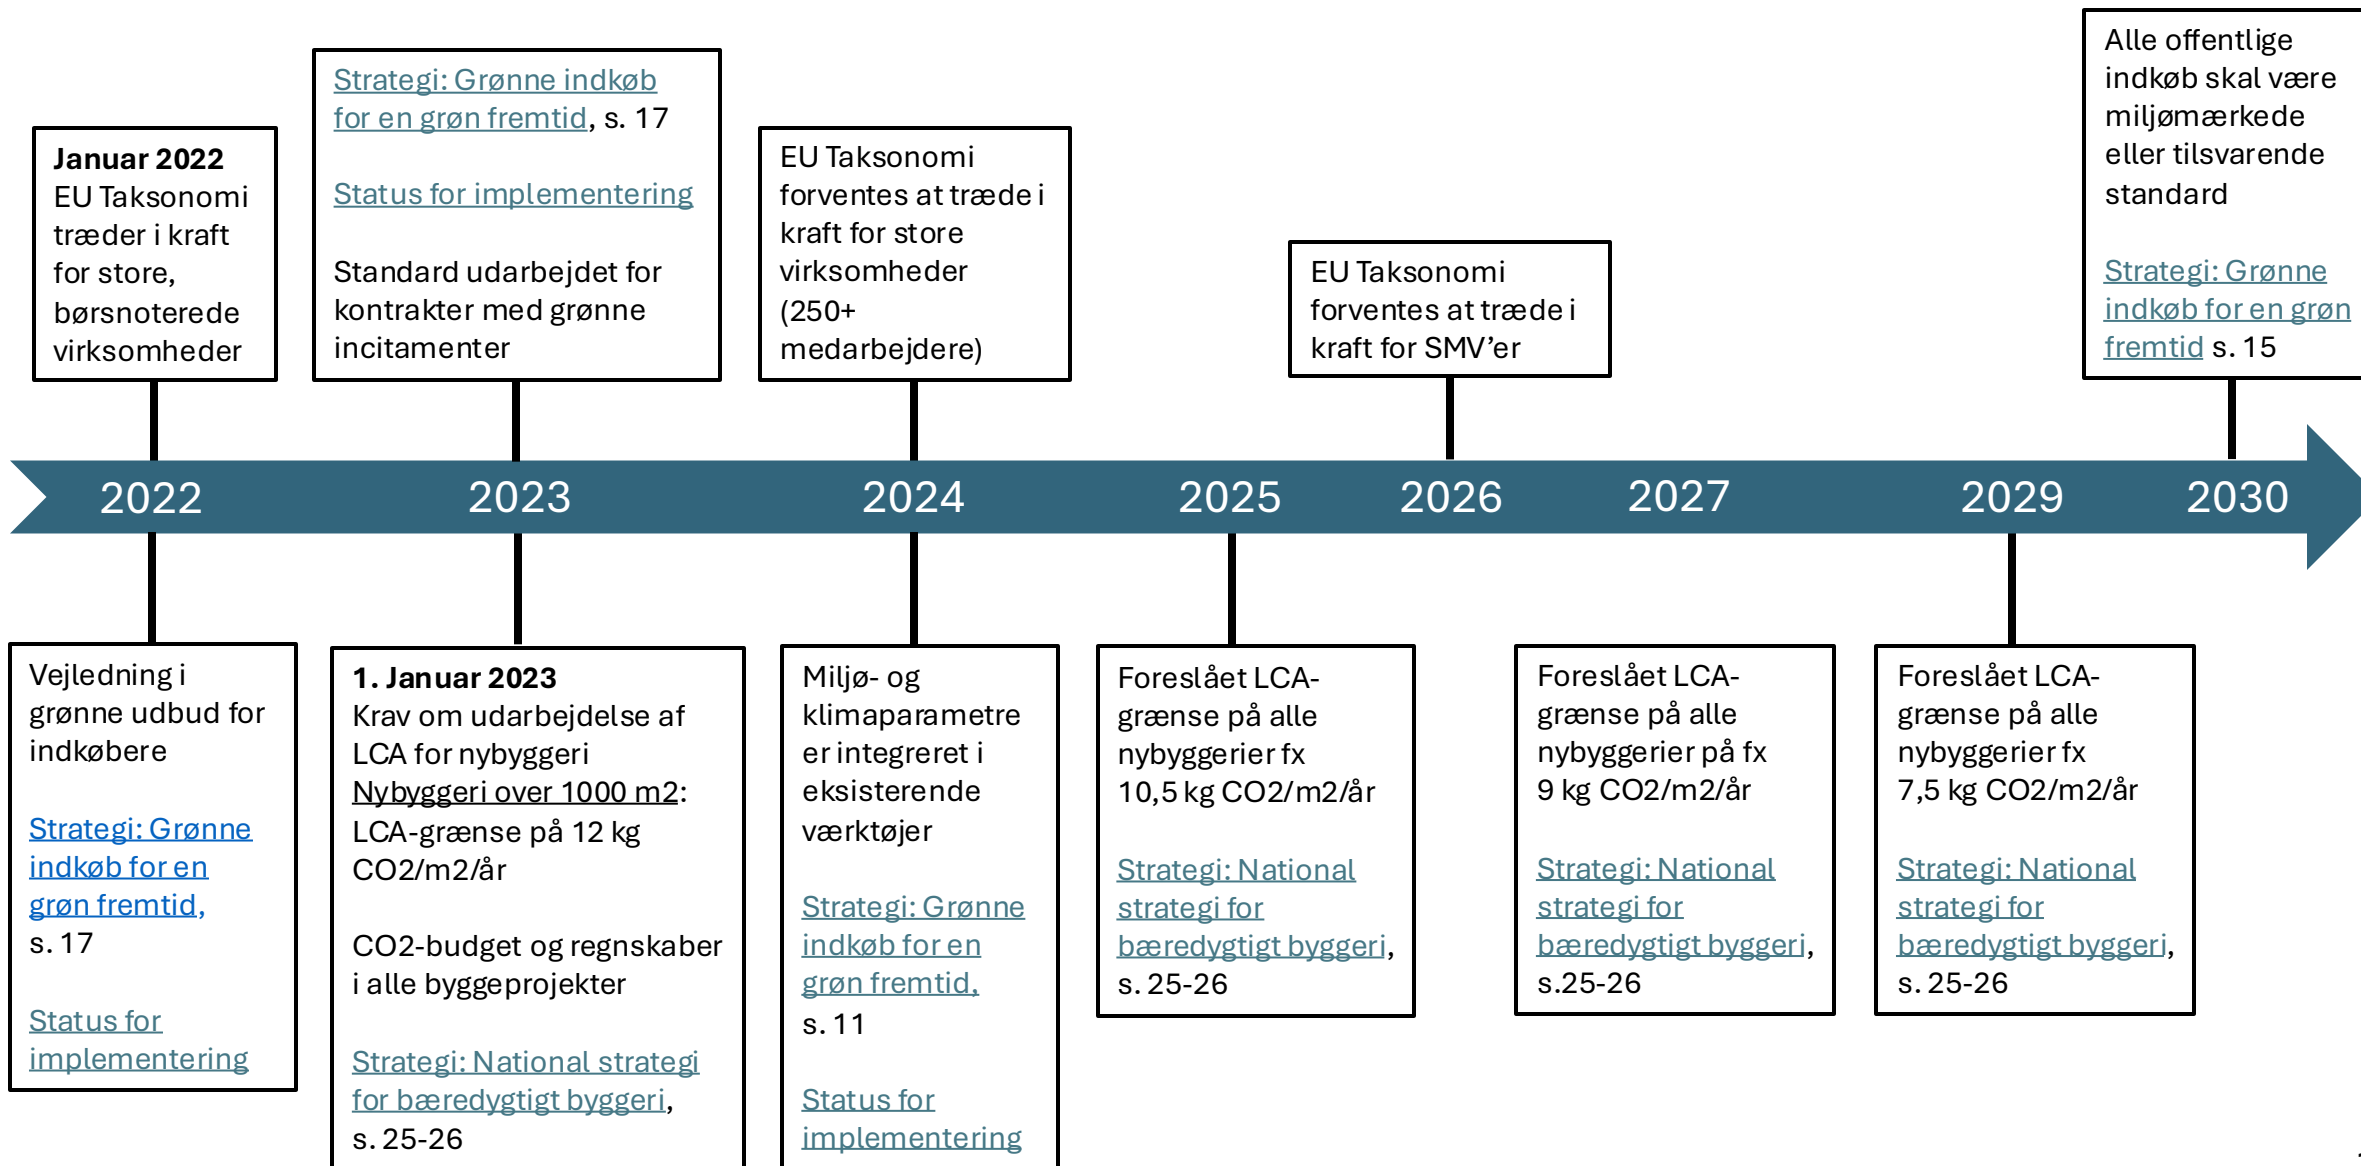 Januar 2022
EU Taksonomi
træder i kraft
for store,
børsnoterede
virksomheder
Strategi: Grønne indkøb
for en grøn fremtid, s. 17
Status for implementering
Standard udarbejdet for
kontrakter med grønne
incitamenter
EU Taksonomi
forventes at træde i
kraft for store
virksomheder
(250+
medarbejdere)
EU Taksonomi
forventes at træde i
kraft for SMV’er
Alle offentlige
indkøb skal være
miljømærkede
eller tilsvarende
standard
Strategi: Grønne
indkøb for en grøn
fremtid s. 15
2022 2023 2024 2025 2026 2027 2029 2030
Vejledning i
grønne udbud for
indkøbere
Strategi: Grønne
indkøb for en
grøn fremtid,
s. 17
Status for
implementering
1. Januar 2023
Krav om udarbejdelse af
LCA for nybyggeri
Nybyggeri over 1000 m2:
LCA-grænse på 12 kg
CO2/m2/år
CO2-budget og regnskaber
i alle byggeprojekter
Strategi: National strategi
for bæredygtigt byggeri,
s. 25-26
Miljø- og
klimaparametre
er integreret i
eksisterende
værktøjer
Strategi: Grønne
indkøb for en
grøn fremtid,
s. 11
Status for
implementering
Foreslået LCA-
grænse på alle
nybyggerier fx
10,5 kg CO2/m2/år
Strategi: National
strategi for
bæredygtigt byggeri,
s. 25-26
Foreslået LCA-
grænse på alle
nybyggerier på fx
9 kg CO2/m2/år
Strategi: National
strategi for
bæredygtigt byggeri,
s.25-26
Foreslået LCA-
grænse på alle
nybyggerier fx
7,5 kg CO2/m2/år
Strategi: National
strategi for
bæredygtigt byggeri,
s. 25-26